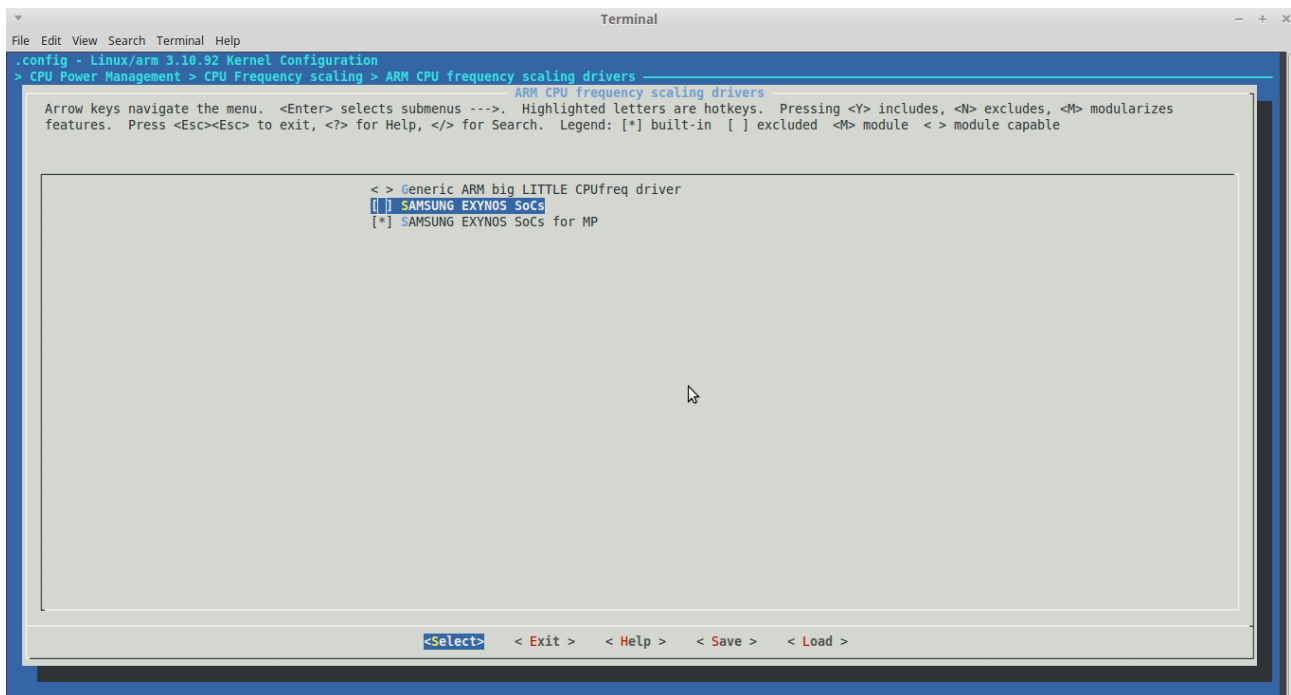 Terminal
File Edit View Search Terminal Help
.config - Linux/arm 3.10.92 Kernel Configuration
> CPU Power Management > CPU Frequency scaling > ARM CPU frequency scaling drivers
ARM CPU frequency scaling drivers
Arrow keys navigate the menu. <Enter> selects submenus --->. Highlighted letters are hotkeys. Pressing <Y> includes, <N> excludes, <M> modularizes
features. Press <Esc><Esc> to exit, <?> for Help, </> for Search. Legend: [*] built-in [ ] excluded <M> module < > module capable
< > Generic ARM big LITTLE CPUfreq driver
[ ] SAMSUNG EXYNOS SoCs
[*] SAMSUNG EXYNOS SoCs for MP
<Select> < Exit > < Help > < Save > < Load >